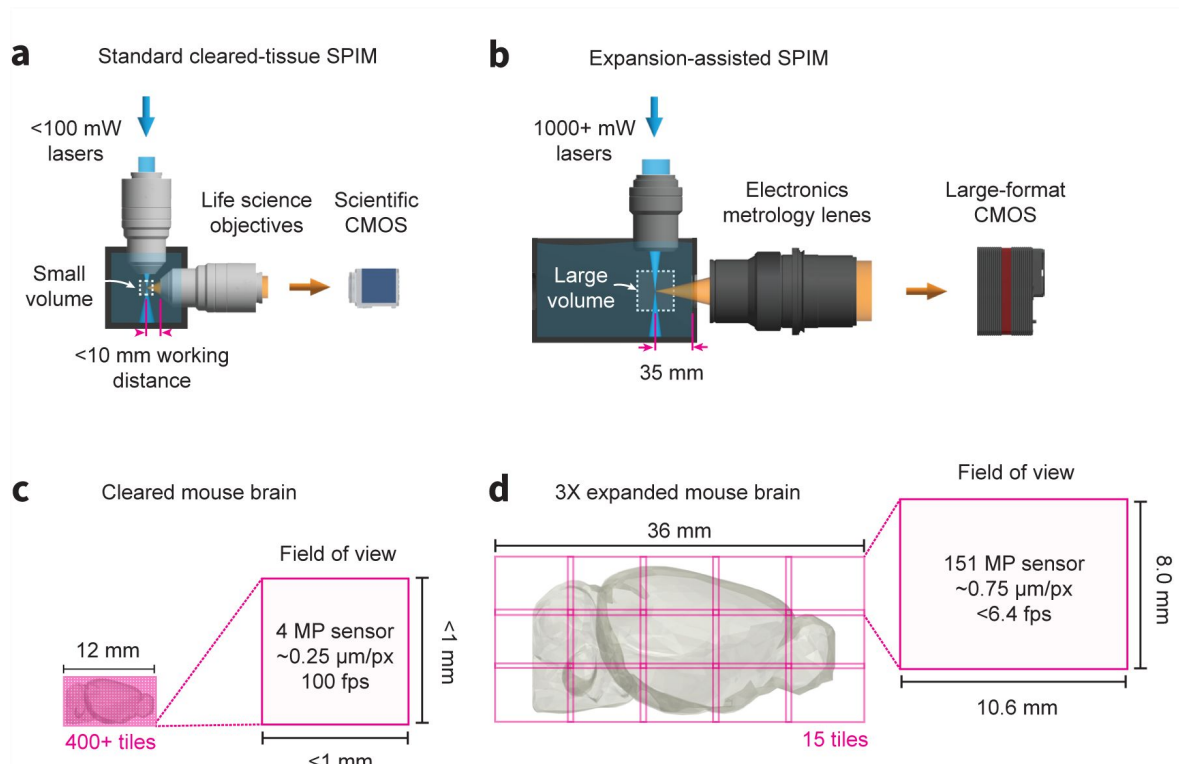 a
Standard cleared-tissue SPIM
<100 mW
lasers
Life science
objectives
Scientific
CMOS
Small
volume
<10 mm working
distance
b
Expansion-assisted SPIM
1000+ mW
lasers
Electronics
metrology lenes
Large-format
CMOS
Large
volume
35 mm
c
Cleared mouse brain
Field of view
4 MP sensor
~0.25 µm/px
100 fps
<1 mm
12 mm
400+ tiles
<1 mm
d
3X expanded mouse brain
36 mm
Field of view
151 MP sensor
~0.75 µm/px
<6.4 fps
8.0 mm
10.6 mm
15 tiles